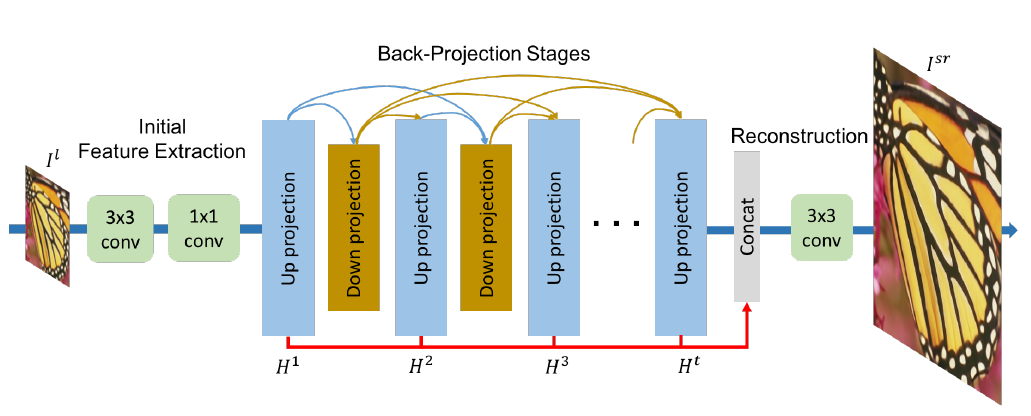 Back-Projection Stages
I^{sr}
Initial
Feature Extraction
Reconstruction
I^{l}
3x3
conv
1x1
conv
Up projection
Down projection
Up projection
Down projection
Up projection
. . .
Up projection
Concat
3x3
conv
H^{1}
H^{2}
H^{3}
H^{t}